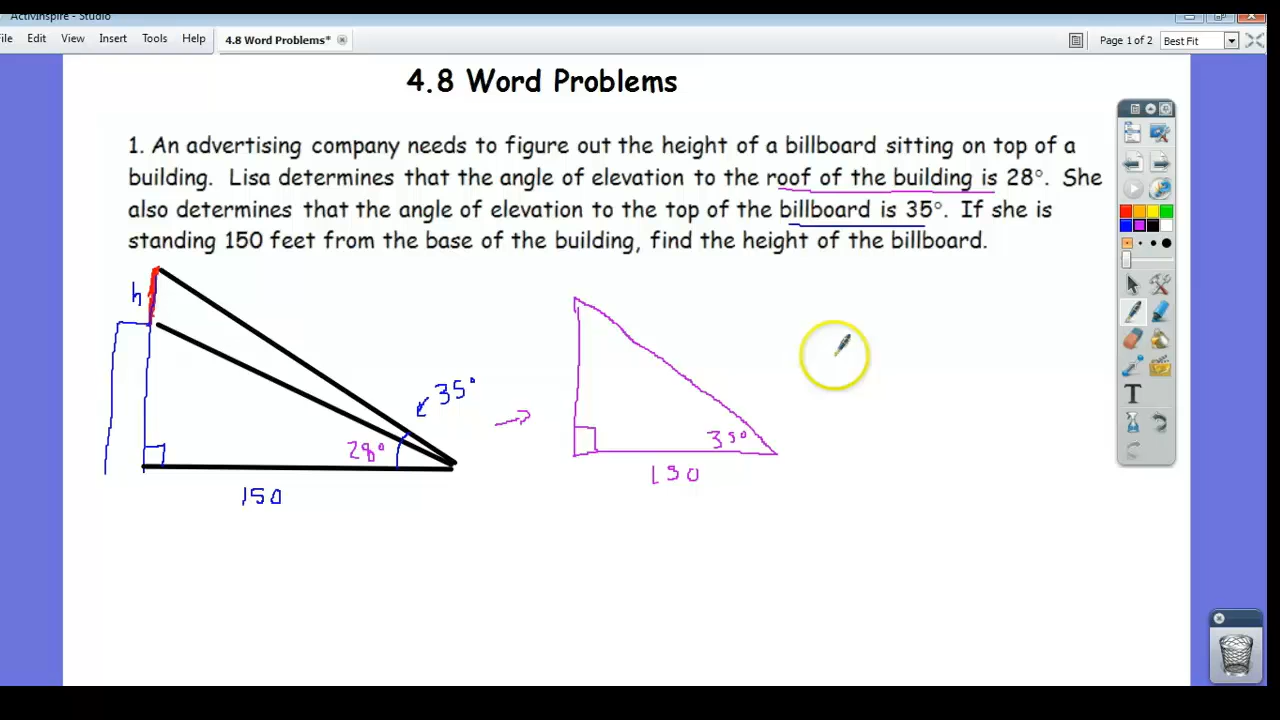 ActivInspire - Studio
File Edit View Insert Tools Help
4.8 Word Problems*
Page 1 of 2
Best Fit
4.8 Word Problems
1. An advertising company needs to figure out the height of a billboard sitting on top of a
building. Lisa determines that the angle of elevation to the roof of the building is 28°. She
also determines that the angle of elevation to the top of the billboard is 35°. If she is
standing 150 feet from the base of the building, find the height of the billboard.
h
35°
28°
35°
150
150
T